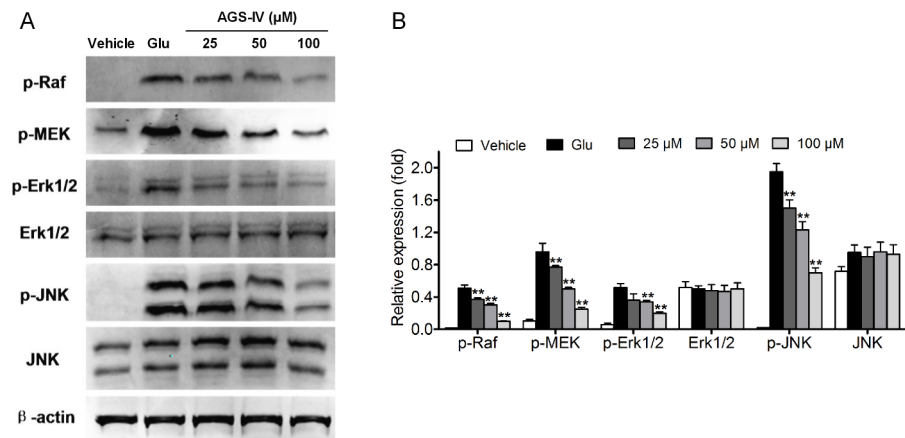 A
AGS-IV (μM)
Vehicle Glu 25 50 100
p-Raf
p-MEK
p-Erk1/2
Erk1/2
p-JNK
JNK
β-actin
B
Vehicle Glu 25 μM 50 μM 100 μM
Relative expression (fold)
2.0
1.6
1.2
0.8
0.4
0.0
** ** **
** ** **
** **
** ** **
p-Raf p-MEK p-Erk1/2 Erk1/2 p-JNK JNK